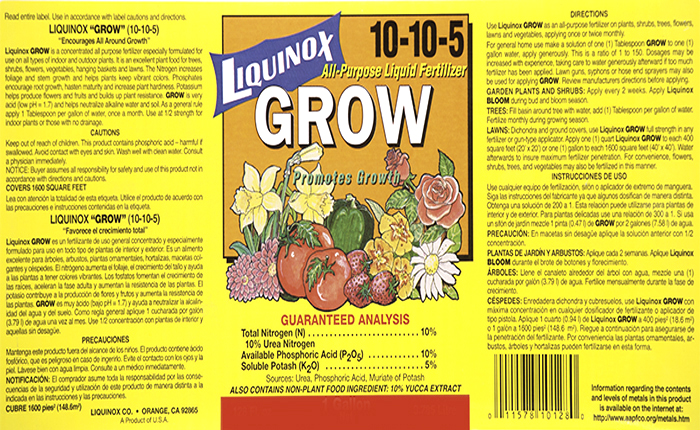 Read entire label. Use in accordance with label cautions and directions.
LIQUINOX "GROW" (10-10-5)
"Encourages All Around Growth"
Liquinox GROW is a concentrated all purpose fertilizer especially formulated for
use on all types of indoor and outdoor plants. It is an excellent plant food for trees,
shrubs, flowers, vegetables, hanging baskets and lawns. The Nitrogen increases
foliage and stem growth and helps plants keep vibrant colors. Phosphates
encourage root growth, hasten maturity and increase plant hardiness. Potassium
helps produce flowers and fruits and builds up plant resistance. GROW is very
acid (low pH = 1.7) and helps neutralize alkaline water and soil. As a general rule
apply 1 Tablespoon per gallon of water, once a month. Use at 1/2 strength for
indoor plants or those with no drainage.
CAUTIONS
Keep out of reach of children. This product contains phosphoric acid – harmful if
swallowed. Avoid contact with eyes and skin. Wash well with clean water. Consult
a physician immediately.
NOTICE: Buyer assumes all responsibility for safety and use of this product not in
accordance with directions and cautions.
COVERS 1600 SQUARE FEET
Lea con atención la totalidad de esta etiqueta. Utilice el producto de acuerdo con
las precauciones e instrucciones contenidas en la etiqueta.
LIQUINOX "GROW" (10-10-5)
"Favorece el crecimiento total"
Liquinox GROW es un fertilizante de uso general concentrado y especialmente
formulado para uso en todo tipo de plantas de interior y exterior. Es un alimento
excelente para árboles, arbustos, plantas ornamentales, hortalizas, macetas col-
gantes y céspedes. El nitrógeno aumenta el follaje, el crecimiento del tallo y ayuda
a las plantas a tener colores vibrantes. Los fosfatos fomentan el crecimiento de
las raíces, aceleran la fase adulta y aumentan la resistencia de las plantas. El
potasio contribuye a la producción de flores y frutos y aumenta la resistencia de
las plantas. GROW es muy ácido (bajo pH = 1.7) y ayuda a neutralizar la alcalici-
dad del agua y del suelo. Como regla general aplique 1 cucharada por galón
(3.79 l) de agua una vez al mes. Use 1/2 concentración con plantas de interior y
aquellas sin desagüe.
PRECAUCIONES
Mantenga este producto fuera del alcance de los niños. El producto contiene ácido
fosfórico, que es peligroso en caso de ingerirlo. Evite el contacto con los ojos y la
piel. Lávese bien con agua limpia. Consulte a un medico inmediatamente.
NOTIFICACIÓN: El comprador asume toda la responsabilidad por las conse-
cuencias de la seguridad y utilización de este producto de manera distinta a la
indicada en las instrucciones y las precauciones.
CUBRE 1600 pies² (148.6m²)
LIQUINOX CO. • ORANGE, CA 92865
A Product of U.S.A.
LIQUINOX
10-10-5
All-Purpose Liquid Fertilizer
GROW
Promotes Growth
GUARANTEED ANALYSIS
Total Nitrogen (N) 10%
10% Urea Nitrogen
Available Phosphoric Acid (P2O5) 10%
Soluble Potash (K2O) 5%
Sources: Urea, Phosphoric Acid, Muriate of Potash
ALSO CONTAINS NON-PLANT FOOD INGREDIENT: 10% YUCCA EXTRACT
DIRECTIONS
Use Liquinox GROW as an all-purpose fertilizer on plants, shrubs, trees, flowers,
lawns and vegetables, applying once or twice monthly.
For general home use make a solution of one (1) Tablespoon GROW to one (1)
gallon water, apply generously. This is a ratio of 1 to 150. Dosages may be
increased with experience, taking care to water generously afterward if too much
fertilizer has been applied. Lawn guns, syphons or hose end sprayers may also
be used for applying GROW. Review manufacturers directions before applying.
GARDEN PLANTS AND SHRUBS: Apply every 2 weeks. Apply Liquinox
BLOOM during bud and bloom season.
TREES: Fill basin around tree with water, add (1) Tablespoon per gallon of water.
Fertilize monthly during growing season.
LAWNS: Dichondra and ground covers, use Liquinox GROW full strength in any
fertilizer or gun-type applicator. Apply one (1) quart Liquinox GROW to each 400
square feet (20' x 20') or one (1) gallon to each 1600 square feet (40' x 40'). Water
afterwards to insure maximum fertilizer penetration. For convenience, flowers,
shrubs, trees, and vegetables may also be fertilized in this manner.
INSTRUCCIONES DE USO
Use cualquier equipo de fertilización, sifón o aplicador de extremo de manguera.
Siga las instrucciones del fabricante ya que algunos dosifican de manera distinta.
Obtenga una solución de 200 a 1. Esta relación puede utilizarse para plantas de
interior y de exterior. Para plantas delicadas use una relación de 300 a 1. Si usa
un sifón de jardín mezcle 1 pinta (0.47 l) de GROW por 2 galones (7.58 l) de agua.
PRECAUCIÓN: En macetas sin desagüe aplique la solución anterior con 1/2
concentración.
PLANTAS DE JARDÍN Y ARBUSTOS: Aplique cada 2 semanas. Aplique Liquinox
BLOOM durante el brote de botones y florecimiento.
ÁRBOLES: Llene el canaleto alrededor del árbol con agua, mezcle una (1)
cucharada por galón (3.79 l) de agua. Fertilice mensualmente durante la fase de
crecimiento.
CÉSPEDES: Enredadera dichondra y cubresuelos, use Liquinox GROW con
máxima concentración en cualquier dosificador de fertilizante o aplicador de
tipo pistola. Aplique 1 cuarto (0.94 l) de Liquinox GROW a 400 pies² (18.6 m²)
o 1 galón a 1600 pies² (148.6 m²). Riegue a continuación para asegurarse de
la penetración del fertilizante. Por conveniencia las plantas ornamentales, ar-
bustos, árboles y hortalizas pueden fertilizarse en esta forma.
0 11578 10128 0
Information regarding the contents
and levels of metals in this product
is available on the internet at:
http://www.aapfco.org/metals.htm